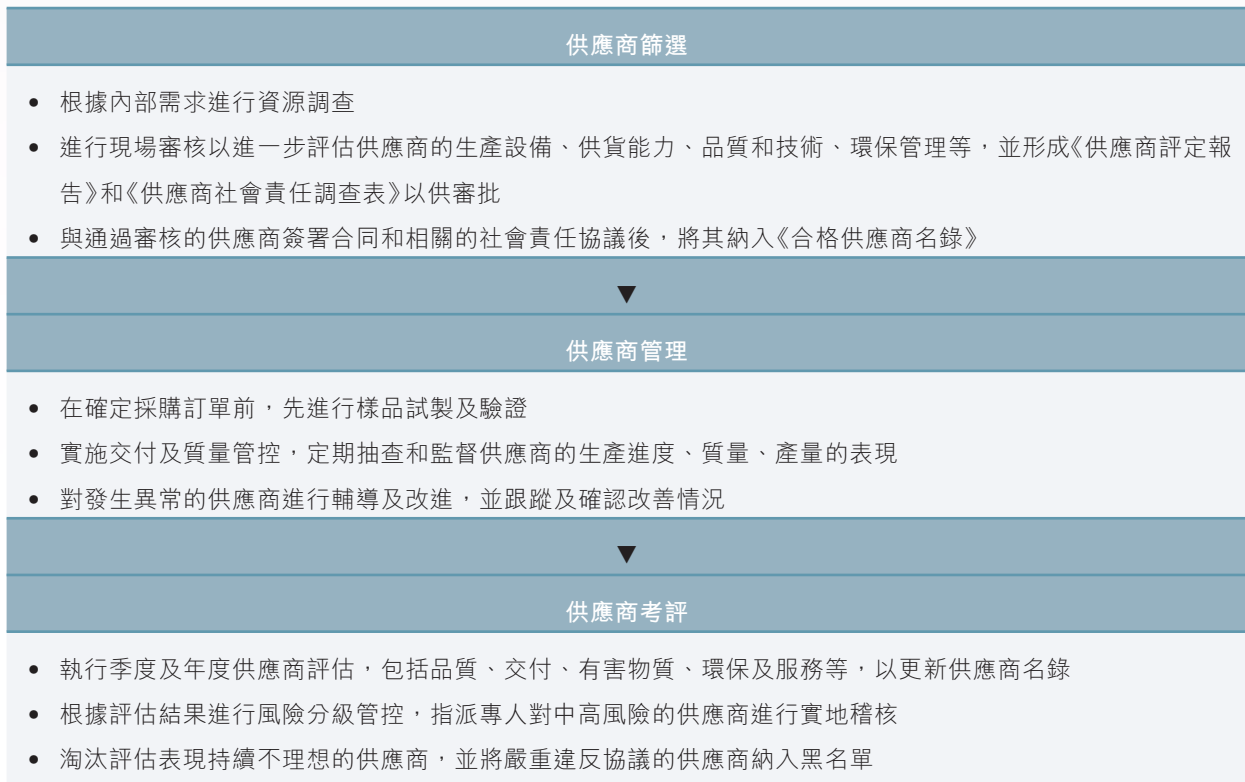 供應商篩選
• 根據內部需求進行資源調查
• 進行現場審核以進一步評估供應商的生產設備、供貨能力、品質和技術、環保管理等，並形成《供應商評定報
告》和《供應商社會責任調查表》以供審批
• 與通過審核的供應商簽署合同和相關的社會責任協議後，將其納入《合格供應商名錄》
▼
供應商管理
• 在確定採購訂單前，先進行樣品試製及驗證
• 實施交付及質量管控，定期抽查和監督供應商的生產進度、質量、產量的表現
• 對發生異常的供應商進行輔導及改進，並跟蹤及確認改善情況
▼
供應商考評
• 執行季度及年度供應商評估，包括品質、交付、有害物質、環保及服務等，以更新供應商名錄
• 根據評估結果進行風險分級管控，指派專人對中高風險的供應商進行實地稽核
• 淘汰評估表現持續不理想的供應商，並將嚴重違反協議的供應商納入黑名單